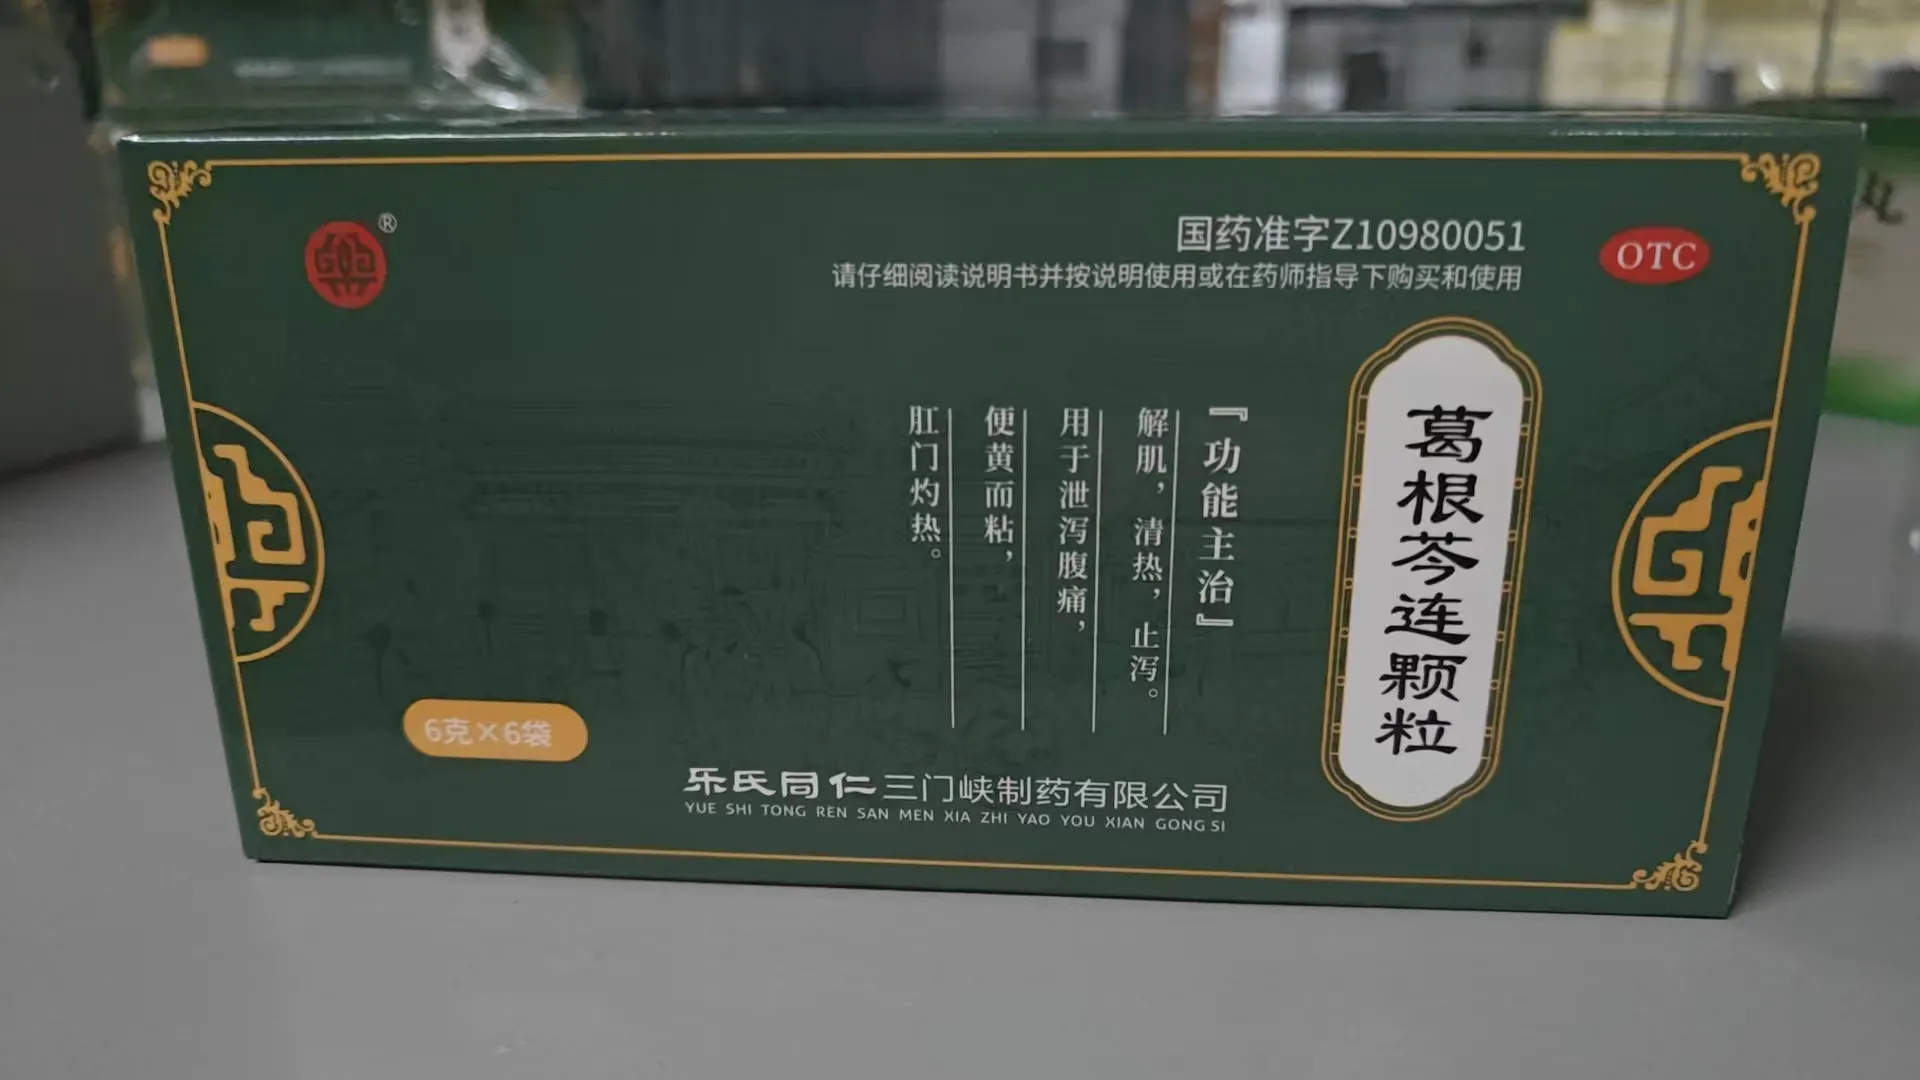 国药准字Z10980051
请仔细阅读说明书并按说明使用或在药师指导下购买和使用
OTC
®
葛根芩连颗粒
『功能主治』
解肌，清热，止泻。
用于泄泻腹痛，
便黄而粘，
肛门灼热。
6克×6袋
乐氏同仁三门峡制药有限公司
YUE SHI TONG REN SAN MEN XIA ZHI YAO YOU XIAN GONG SI
丸